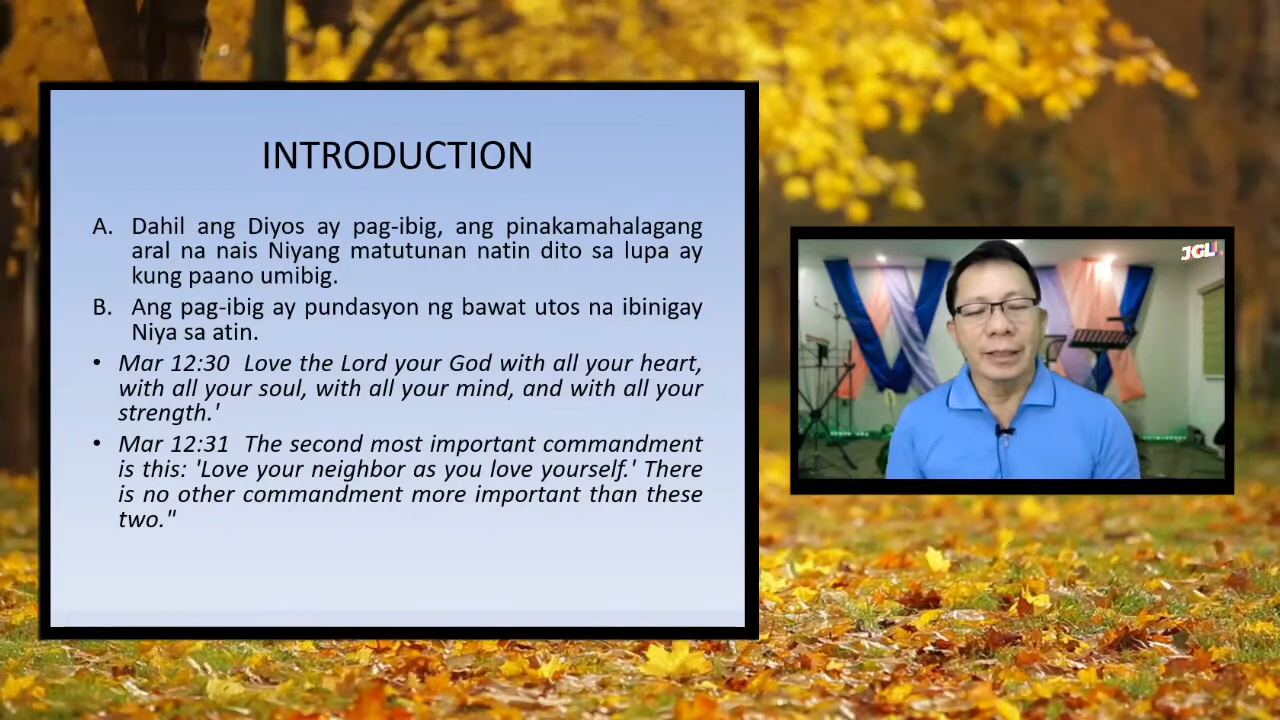 INTRODUCTION
A. Dahil ang Diyos ay pag-ibig, ang pinakamahalagang
aral na nais Niyang matutunan natin dito sa lupa ay
kung paano umibig.
B. Ang pag-ibig ay pundasyon ng bawat utos na ibinigay
Niya sa atin.
• Mar 12:30 Love the Lord your God with all your heart,
with all your soul, with all your mind, and with all your
strength.'
• Mar 12:31 The second most important commandment
is this: 'Love your neighbor as you love yourself.' There
is no other commandment more important than these
two."
JGL